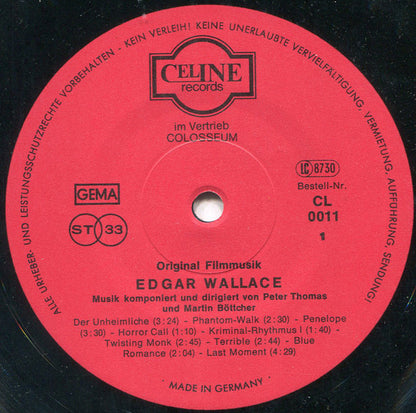 ALLE URHEBER- UND LEISTUNGSSCHUTZRECHTE VORBEHALTEN - KEIN VERLEIH! KEINE UNERLAUBTE VERVIELFÄLTIGUNG, VERMIETUNG, AUFFÜHRUNG, SENDUNG!
CELINE
records
im Vertrieb
COLOSSEUM
LC 8730
Bestell-Nr.
GEMA
CL
0011
ST 33
1
Original Filmmusik
EDGAR WALLACE
Musik komponiert und dirigiert von Peter Thomas
und Martin Böttcher
Der Unheimliche (3:24) - Phantom-Walk (2:30) - Penelope
(3:30) - Horror Call (1:10) - Kriminal-Rhythmus I (1:40) -
Twisting Monk (2:45) - Terrible (2:44) - Blue
Romance (2:04) - Last Moment (4:29)
· MADE IN GERMANY ·